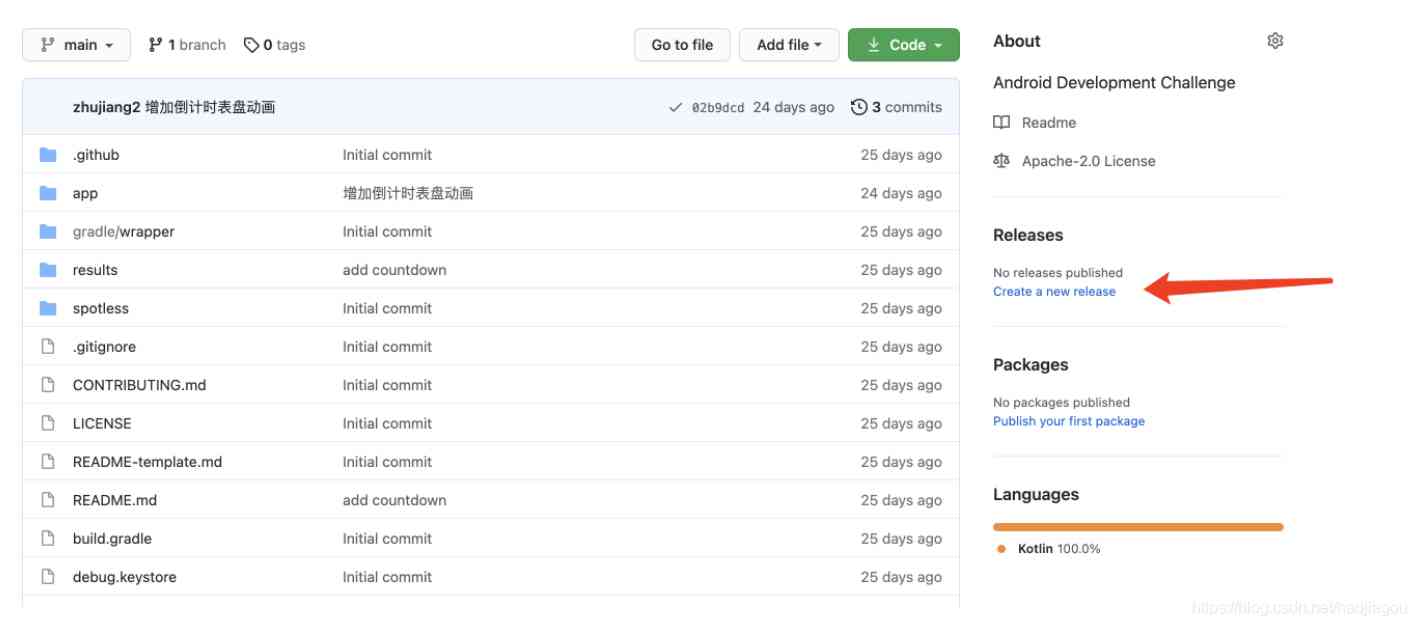 main 1 branch 0 tags Go to file Add file Code
zhujiang2 增加倒计时表盘动画 02b9dcd 24 days ago 3 commits
.github Initial commit 25 days ago
app 增加倒计时表盘动画 24 days ago
gradle/wrapper Initial commit 25 days ago
results add countdown 25 days ago
spotless Initial commit 25 days ago
.gitignore Initial commit 25 days ago
CONTRIBUTING.md Initial commit 25 days ago
LICENSE Initial commit 25 days ago
README-template.md Initial commit 25 days ago
README.md add countdown 25 days ago
build.gradle Initial commit 25 days ago
debug.keystore Initial commit 25 days ago
About
Android Development Challenge
Readme
Apache-2.0 License
Releases
No releases published
Create a new release
Packages
No packages published
Publish your first package
Languages
Kotlin 100.0%